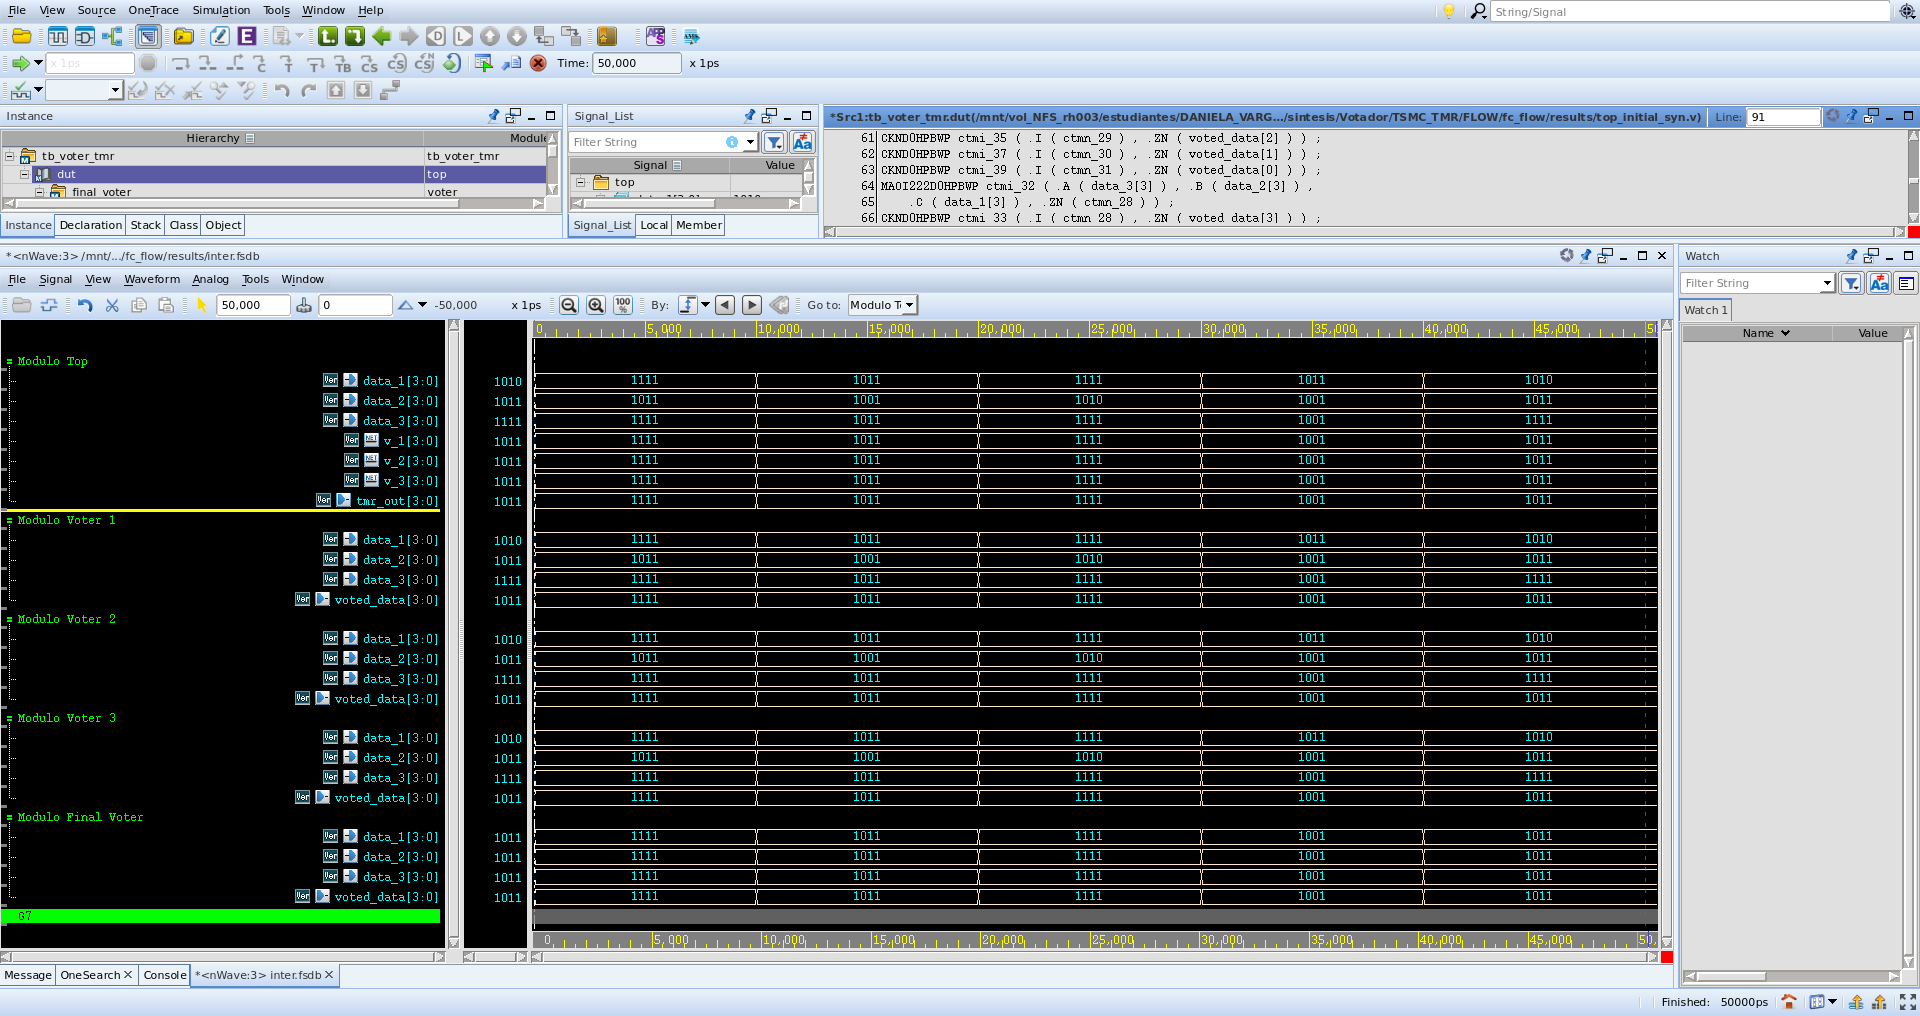 File View Source OneTrace Simulation Tools Window Help
String/Signal
x 1ps
Time: 50,000 x 1ps
Instance
Hierarchy Module
tb_voter_tmr tb_voter_tmr
dut top
final_voter voter
Instance Declaration Stack Class Object
Signal_List
Filter String
Signal Value
top
Signal_List Local Member
*Src1:tb_voter_tmr.dut(/mnt/vol_NFS_rh003/estudiantes/DANIELA_VARG.../sintesis/Votador/TSMC_TMR/FLOW/fc_flow/results/top_initial_syn.v) Line: 91
61 CKND0HPBWP ctmi_35 ( .I ( ctmn_29 ) , .ZN ( voted_data[2] ) ) ;
62 CKND0HPBWP ctmi_37 ( .I ( ctmn_30 ) , .ZN ( voted_data[1] ) ) ;
63 CKND0HPBWP ctmi_39 ( .I ( ctmn_31 ) , .ZN ( voted_data[0] ) ) ;
64 MAOI222D0HPBWP ctmi_32 ( .A ( data_3[3] ) , .B ( data_2[3] ) ,
65 .C ( data_1[3] ) , .ZN ( ctmn_28 ) ) ;
66 CKND0HPBWP ctmi_33 ( .I ( ctmn_28 ) , .ZN ( voted_data[3] ) ) ;
*<nWave:3> /mnt/.../fc_flow/results/inter.fsdb
File Signal View Waveform Analog Tools Window
50,000 0 -50,000 x 1ps 100 % By: Go to: Modulo T
0 5,000 10,000 15,000 20,000 25,000 30,000 35,000 40,000 45,000
Modulo Top
data_1[3:0] 1010 1111 1011 1111 1011 1010
data_2[3:0] 1011 1011 1001 1010 1001 1011
data_3[3:0] 1111 1111 1011 1111 1001 1111
v_1[3:0] 1011 1111 1011 1111 1001 1011
v_2[3:0] 1011 1111 1011 1111 1001 1011
v_3[3:0] 1011 1111 1011 1111 1001 1011
tmr_out[3:0] 1011 1111 1011 1111 1001 1011
Modulo Voter 1
data_1[3:0] 1010 1111 1011 1111 1011 1010
data_2[3:0] 1011 1011 1001 1010 1001 1011
data_3[3:0] 1111 1111 1011 1111 1001 1111
voted_data[3:0] 1011 1111 1011 1111 1001 1011
Modulo Voter 2
data_1[3:0] 1010 1111 1011 1111 1011 1010
data_2[3:0] 1011 1011 1001 1010 1001 1011
data_3[3:0] 1111 1111 1011 1111 1001 1111
voted_data[3:0] 1011 1111 1011 1111 1001 1011
Modulo Voter 3
data_1[3:0] 1010 1111 1011 1111 1011 1010
data_2[3:0] 1011 1011 1001 1010 1001 1011
data_3[3:0] 1111 1111 1011 1111 1001 1111
voted_data[3:0] 1011 1111 1011 1111 1001 1011
Modulo Final Voter
data_1[3:0] 1011 1111 1011 1111 1001 1011
data_2[3:0] 1011 1111 1011 1111 1001 1011
data_3[3:0] 1011 1111 1011 1111 1001 1011
voted_data[3:0] 1011 1111 1011 1111 1001 1011
G7
0 5,000 10,000 15,000 20,000 25,000 30,000 35,000 40,000 45,000 50,
Watch
Filter String
Watch 1
Name Value
Message OneSearch Console *<nWave:3> inter.fsdb
Finished: 50000ps